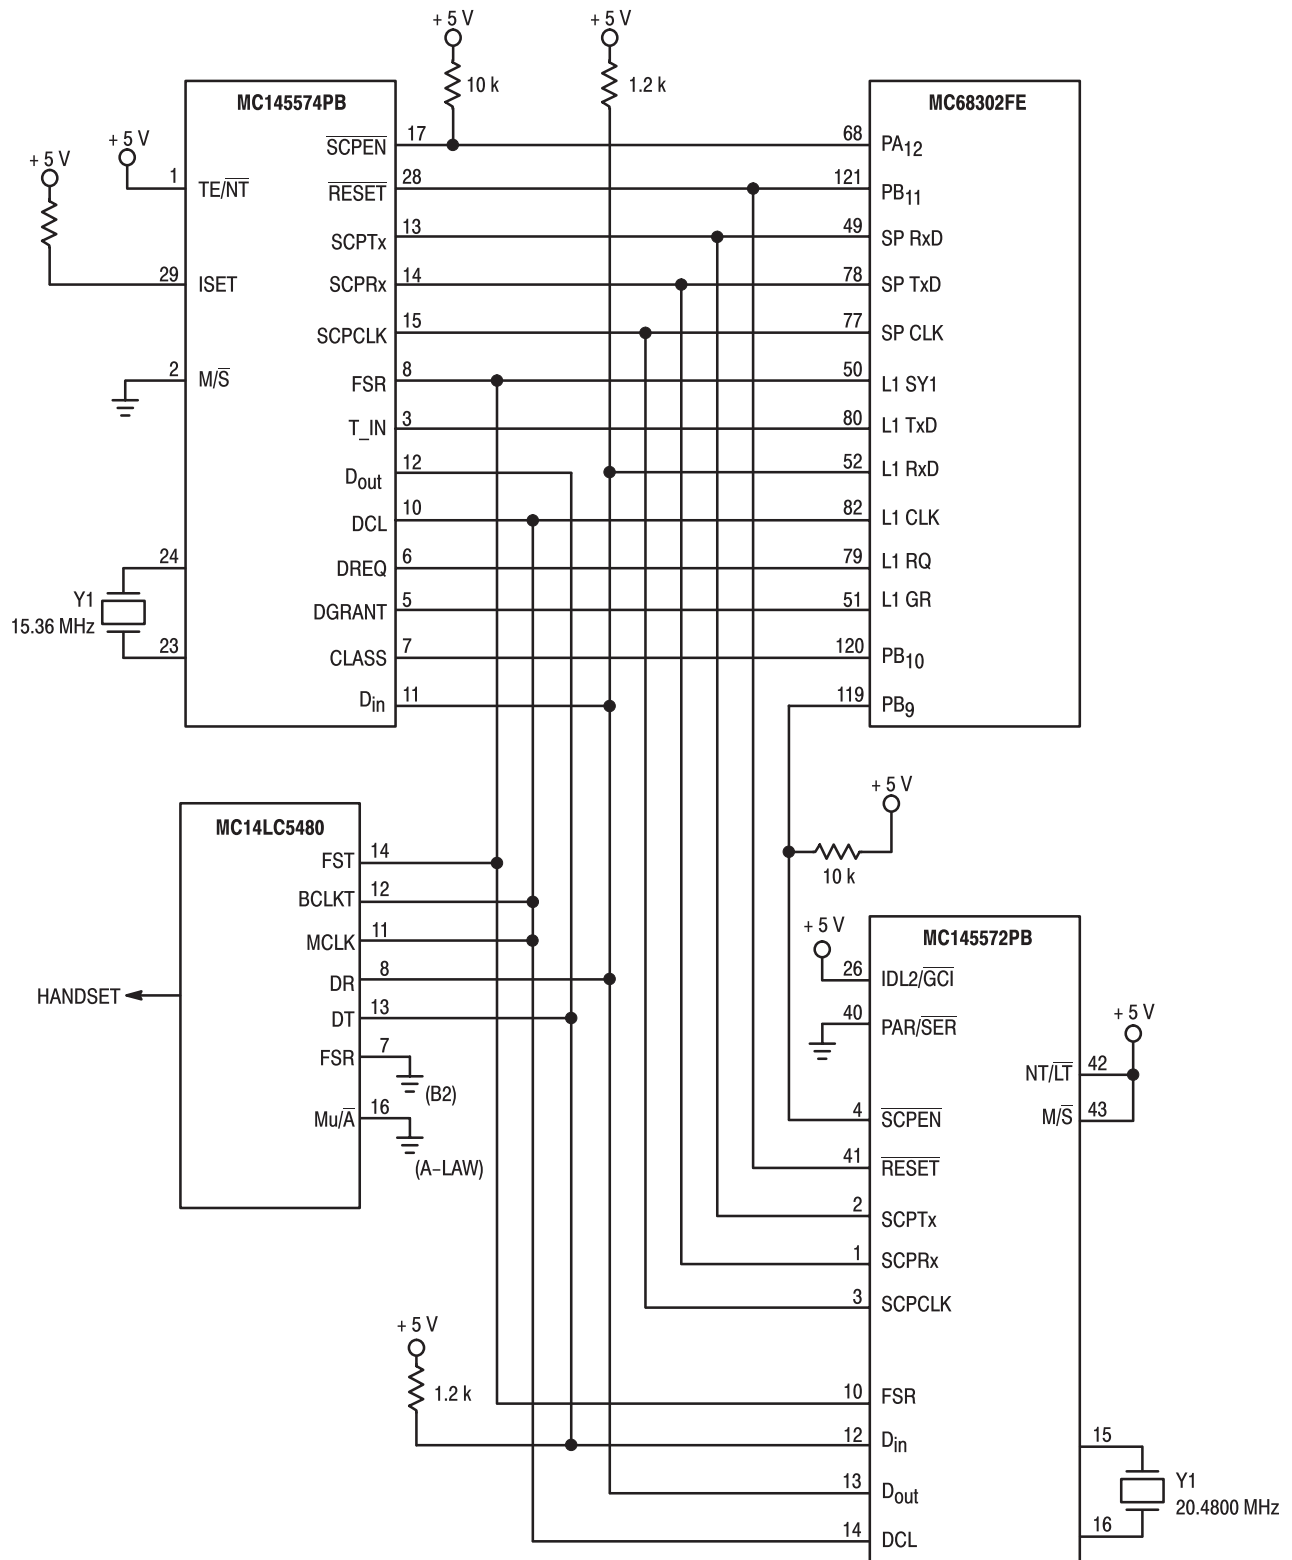 + 5 V
+ 5 V
10 k
1.2 k
MC145574PB
MC68302FE
+ 5 V
+ 5 V
1 TE/NT
29 ISET
2 M/S
24
Y1
15.36 MHz
23
SCPEN 17
RESET 28
SCPTx 13
SCPRx 14
SCPCLK 15
FSR 8
T_IN 3
Dout 12
DCL 10
DREQ 6
DGRANT 5
CLASS 7
Din 11
68 PA12
121 PB11
49 SP RxD
78 SP TxD
77 SP CLK
50 L1 SY1
80 L1 TxD
52 L1 RxD
82 L1 CLK
79 L1 RQ
51 L1 GR
120 PB10
119 PB9
+ 5 V
10 k
MC14LC5480
FST 14
BCLKT 12
MCLK 11
DR 8
DT 13
FSR 7
(B2)
Mu/A 16
(A–LAW)
HANDSET
MC145572PB
+ 5 V
26 IDL2/GCI
40 PAR/SER
+ 5 V
NT/LT 42
M/S 43
4 SCPEN
41 RESET
2 SCPTx
1 SCPRx
3 SCPCLK
+ 5 V
1.2 k
10 FSR
12 Din
13 Dout
14 DCL
15
Y1
20.4800 MHz
16